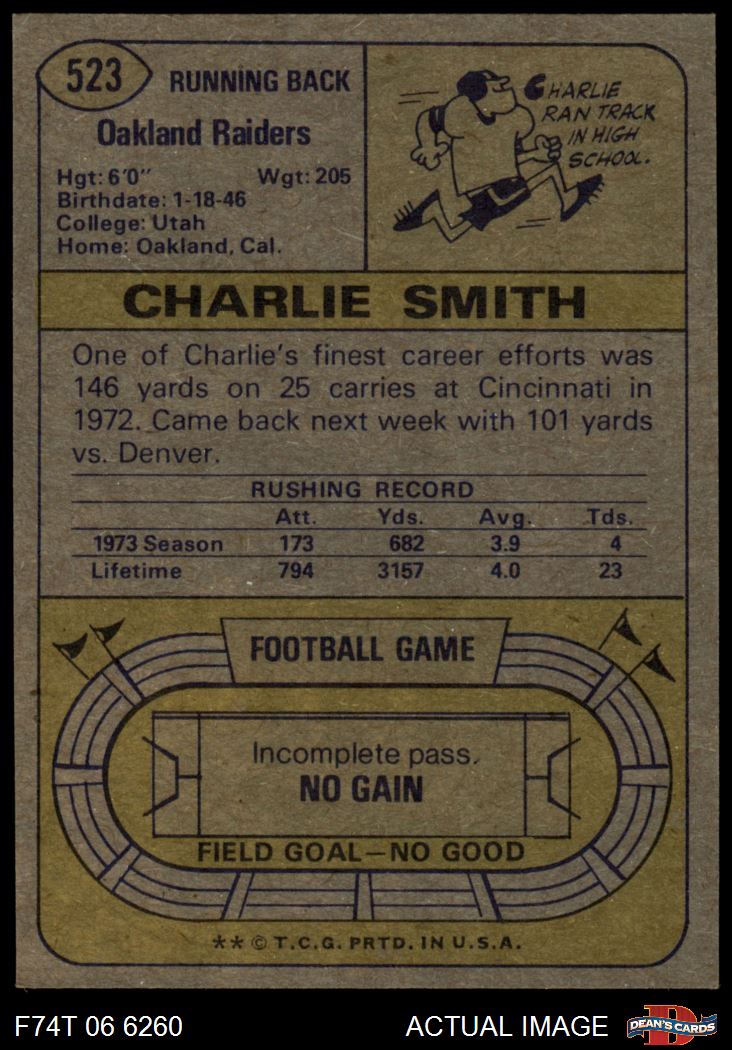 523
RUNNING BACK
Oakland Raiders
Hgt: 6'0" Wgt: 205
Birthdate: 1-18-46
College: Utah
Home: Oakland, Cal.
CHARLIE
RAN TRACK
IN HIGH
SCHOOL.
CHARLIE SMITH
One of Charlie's finest career efforts was
146 yards on 25 carries at Cincinnati in
1972. Came back next week with 101 yards
vs. Denver.
RUSHING RECORD
Att. Yds. Avg. Tds.
1973 Season 173 682 3.9 4
Lifetime 794 3157 4.0 23
FOOTBALL GAME
Incomplete pass.
NO GAIN
FIELD GOAL—NO GOOD
** © T.C.G. PRTD. IN U.S.A.
F74T 06 6260 ACTUAL IMAGE
D
DEAN'S CARDS